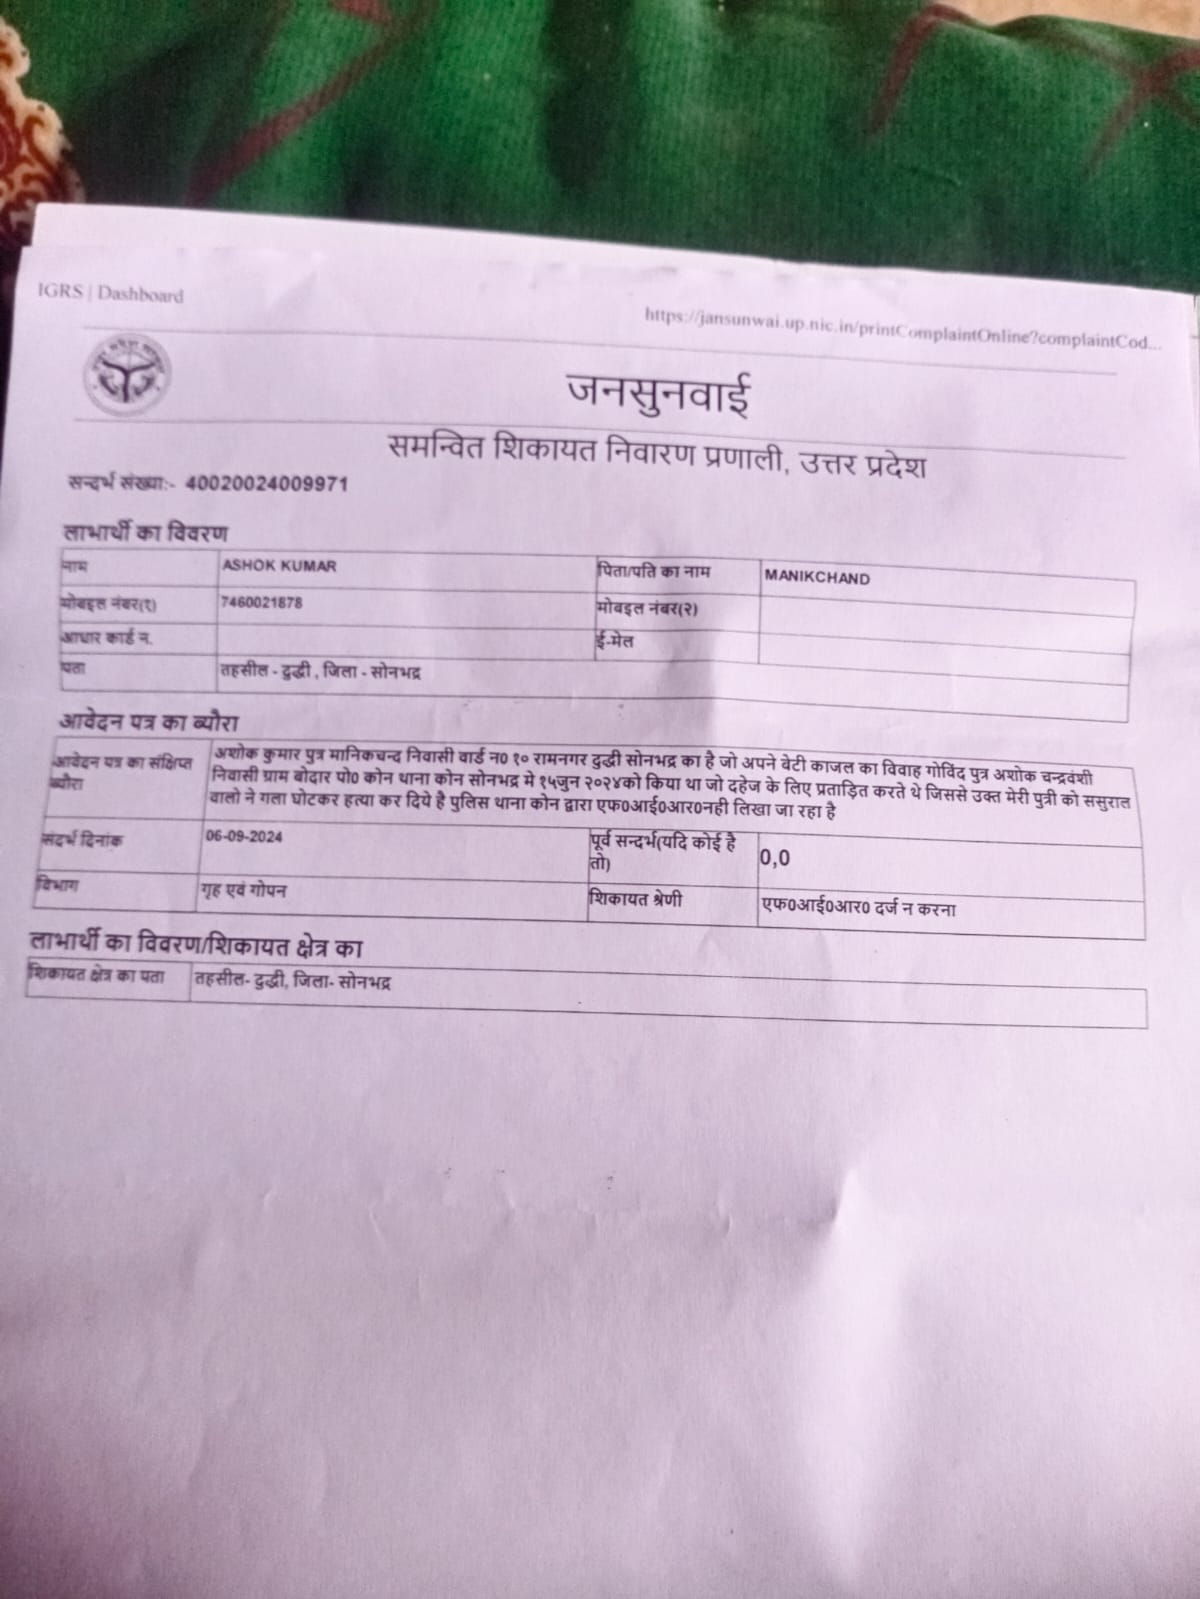 IGRS | Dashboard
https://jansunwai.up.nic.in/printComplaintOnline?complaintCod...
जनसुनवाई
समन्वित शिकायत निवारण प्रणाली, उत्तर प्रदेश
सन्दर्भ संख्या:- 40020024009971
लाभार्थी का विवरण
नाम ASHOK KUMAR पिता/पति का नाम MANIKCHAND
मोबइल नंबर(१) 7460021878 मोबइल नंबर(२)
आधार कार्ड न. ई-मेल
पता तहसील - दुद्धी , जिला - सोनभद्र
आवेदन पत्र का ब्यौरा
आवेदन पत्र का संक्षिप्त ब्यौरा
अशोक कुमार पुत्र मानिकचन्द निवासी वार्ड न0 १० रामनगर दुद्धी सोनभद्र का है जो अपने बेटी काजल का विवाह गोविंद पुत्र अशोक चन्द्रवंशी
निवासी ग्राम बोदार पो0 कोन थाना कोन सोनभद्र मे १५जुन २०२४को किया था जो दहेज के लिए प्रताड़ित करते थे जिससे उक्त मेरी पुत्री को ससुराल
वालो ने गला घोटकर हत्या कर दिये है पुलिस थाना कोन द्वारा एफ0आई0आर0नही लिखा जा रहा है
संदर्भ दिनांक 06-09-2024 पूर्व सन्दर्भ(यदि कोई है तो) 0,0
विभाग गृह एवं गोपन शिकायत श्रेणी एफ0आई0आर0 दर्ज न करना
लाभार्थी का विवरण/शिकायत क्षेत्र का
शिकायत क्षेत्र का पता तहसील- दुद्धी, जिला- सोनभद्र